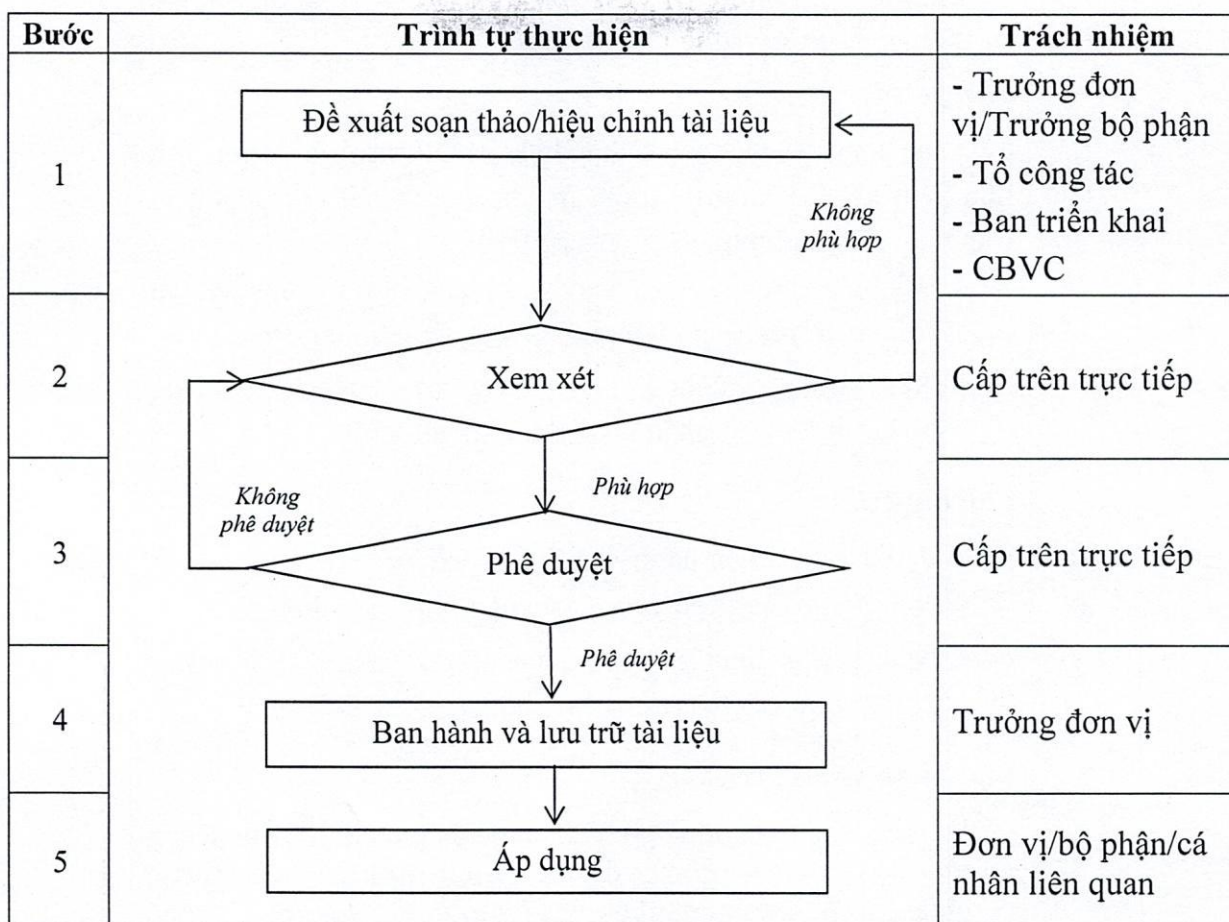 Bước
Trình tự thực hiện
Trách nhiệm
1
Đề xuất soạn thảo/hiệu chỉnh tài liệu
Không
phù hợp
- Trưởng đơn
vị/Trưởng bộ phận
- Tổ công tác
- Ban triển khai
- CBVC
2
Xem xét
Cấp trên trực tiếp
Phù hợp
Không
phê duyệt
3
Phê duyệt
Cấp trên trực tiếp
Phê duyệt
4
Ban hành và lưu trữ tài liệu
Trưởng đơn vị
5
Áp dụng
Đơn vị/bộ phận/cá
nhân liên quan